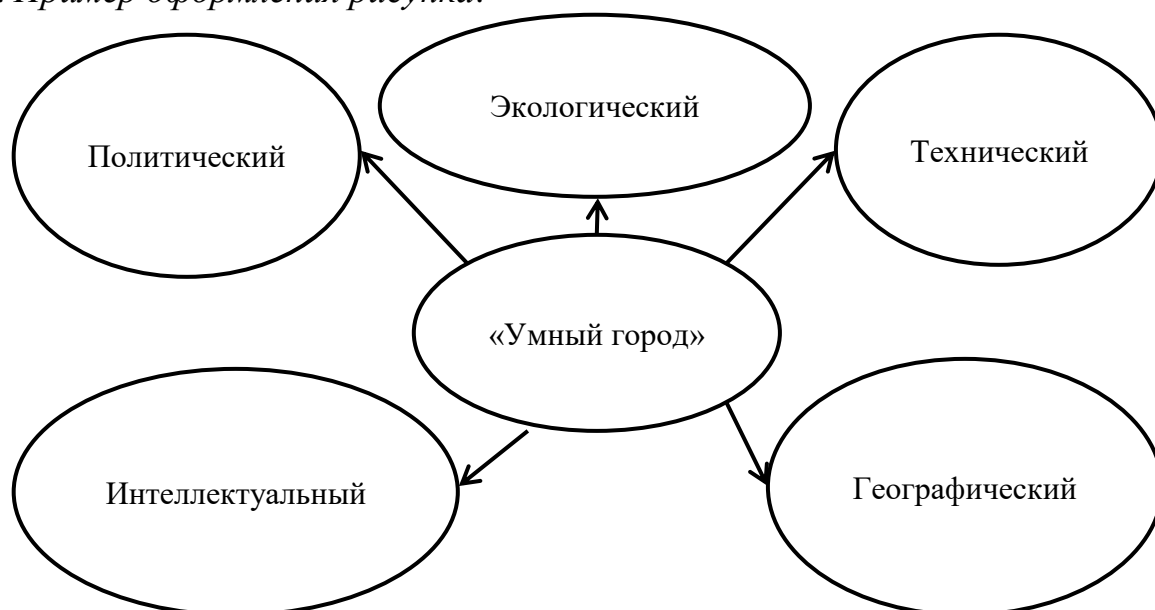 Пример оформления рисунка:
Экологический
Политический
Технический
«Умный город»
Интеллектуальный
Географический